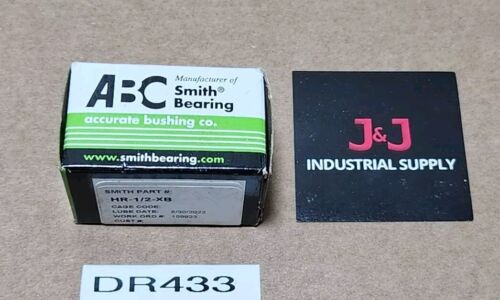 ABC
Manufacturer of
Smith®
Bearing
accurate bushing co.
www.smithbearing.com
SMITH PART #:
HR-1/2-XB
CAGE CODE:
LUBE DATE:
WORK ORD #:
CUST #:
J&J
INDUSTRIAL SUPPLY
DR433